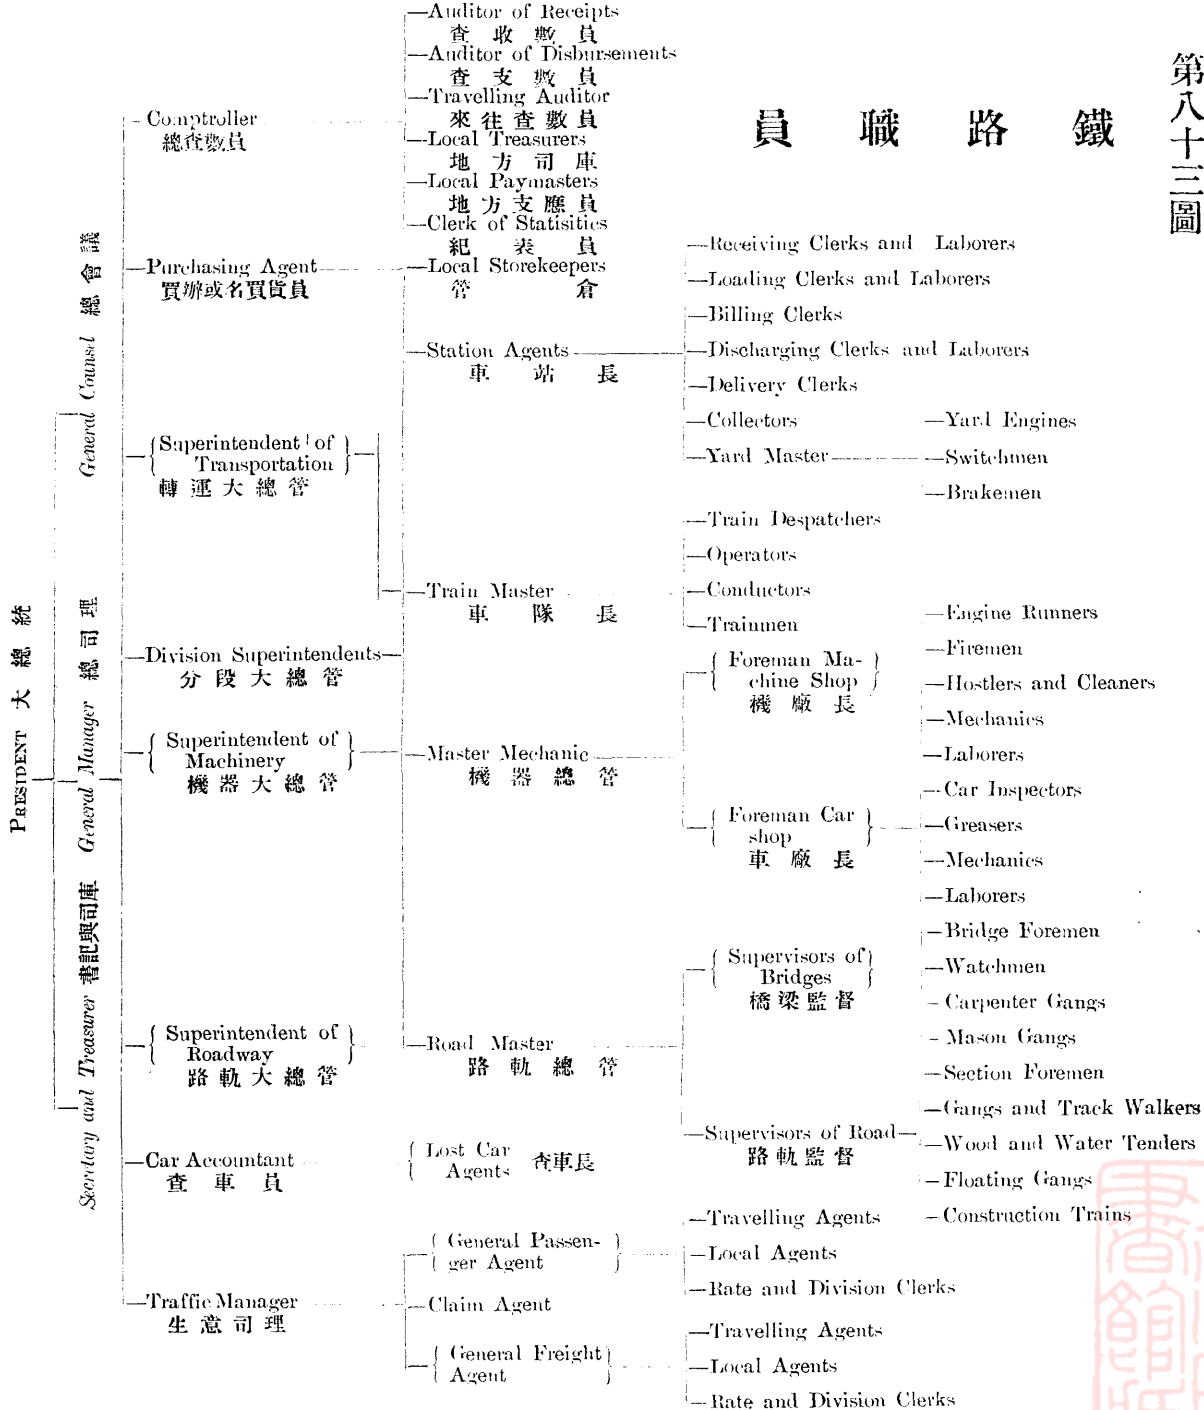 第八十三圖
鐵路職員
PRESIDENT 大總統
General Counsel 總會議
General Manager 總司理
Secretary and Treasurer 書記與司庫
Comptroller
總查數員
Auditor of Receipts
查收數員
Auditor of Disbursements
查支數員
Travelling Auditor
來往查數員
Local Treasurers
地方司庫
Local Paymasters
地方支應員
Clerk of Statisitics
紀表員
Purchasing Agent
買辦或名買貨員
Local Storekeepers
管倉
Superintendent of
Transportation
轉運大總管
Station Agents
車站長
Receiving Clerks and Laborers
Loading Clerks and Laborers
Billing Clerks
Discharging Clerks and Laborers
Delivery Clerks
Collectors
Yard Master
Yard Engines
Switchmen
Brakemen
Train Master
車隊長
Train Despatchers
Operators
Conductors
Trainmen
Division Superintendents
分段大總管
Superintendent of
Machinery
機器大總管
Master Mechanic
機器總管
Foreman Ma-
chine Shop
機廠長
Engine Runners
Firemen
Hostlers and Cleaners
Mechanics
Laborers
Foreman Car
shop
車廠長
Car Inspectors
Greasers
Mechanics
Laborers
Superintendent of
Roadway
路軌大總管
Road Master
路軌總管
Supervisors of
Bridges
橋梁監督
Bridge Foremen
Watchmen
Carpenter Gangs
Mason Gangs
Supervisors of Road
路軌監督
Section Foremen
Gangs and Track Walkers
Wood and Water Tenders
Floating Gangs
Construction Trains
Car Accountant
查車員
Lost Car
Agents
查車長
Traffic Manager
生意司理
General Passen-
ger Agent
Travelling Agents
Local Agents
Rate and Division Clerks
Claim Agent
General Freight
Agent
Travelling Agents
Local Agents
Rate and Division Clerks